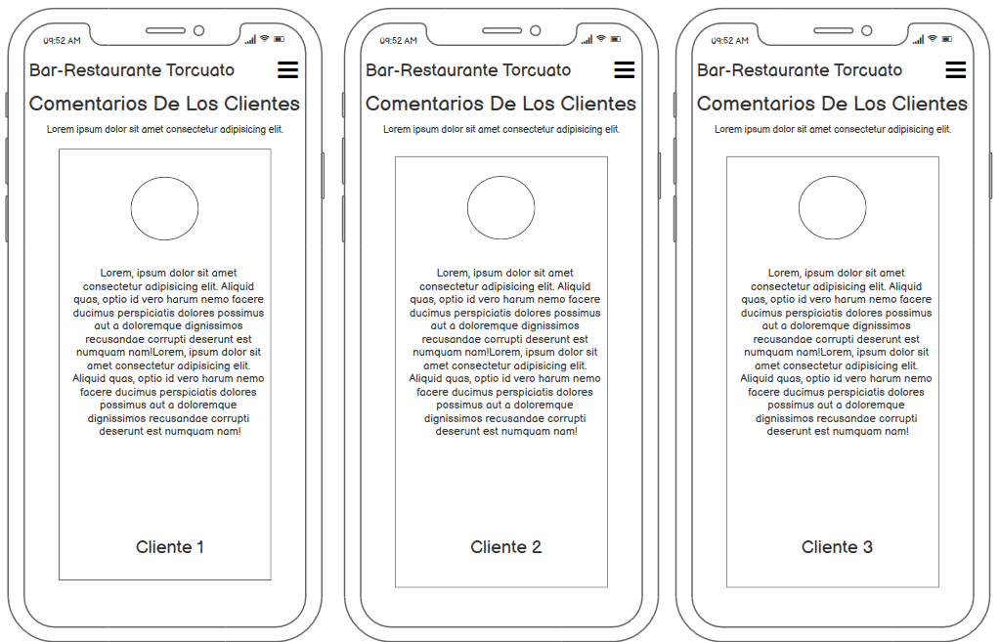 09:52 AM
Bar-Restaurante Torcuato
Comentarios De Los Clientes
Lorem ipsum dolor sit amet consectetur adipisicing elit.
Lorem, ipsum dolor sit amet
consectetur adipisicing elit. Aliquid
quas, optio id vero harum nemo facere
ducimus perspiciatis dolores possimus
aut a doloremque dignissimos
recusandae corrupti deserunt est
numquam nam!Lorem, ipsum dolor sit
amet consectetur adipisicing elit.
Aliquid quas, optio id vero harum nemo
facere ducimus perspiciatis dolores
possimus aut a doloremque
dignissimos recusandae corrupti
deserunt est numquam nam!
Cliente 1
09:52 AM
Bar-Restaurante Torcuato
Comentarios De Los Clientes
Lorem ipsum dolor sit amet consectetur adipisicing elit.
Lorem, ipsum dolor sit amet
consectetur adipisicing elit. Aliquid
quas, optio id vero harum nemo facere
ducimus perspiciatis dolores possimus
aut a doloremque dignissimos
recusandae corrupti deserunt est
numquam nam!Lorem, ipsum dolor sit
amet consectetur adipisicing elit.
Aliquid quas, optio id vero harum nemo
facere ducimus perspiciatis dolores
possimus aut a doloremque
dignissimos recusandae corrupti
deserunt est numquam nam!
Cliente 2
09:52 AM
Bar-Restaurante Torcuato
Comentarios De Los Clientes
Lorem ipsum dolor sit amet consectetur adipisicing elit.
Lorem, ipsum dolor sit amet
consectetur adipisicing elit. Aliquid
quas, optio id vero harum nemo facere
ducimus perspiciatis dolores possimus
aut a doloremque dignissimos
recusandae corrupti deserunt est
numquam nam!Lorem, ipsum dolor sit
amet consectetur adipisicing elit.
Aliquid quas, optio id vero harum nemo
facere ducimus perspiciatis dolores
possimus aut a doloremque
dignissimos recusandae corrupti
deserunt est numquam nam!
Cliente 3